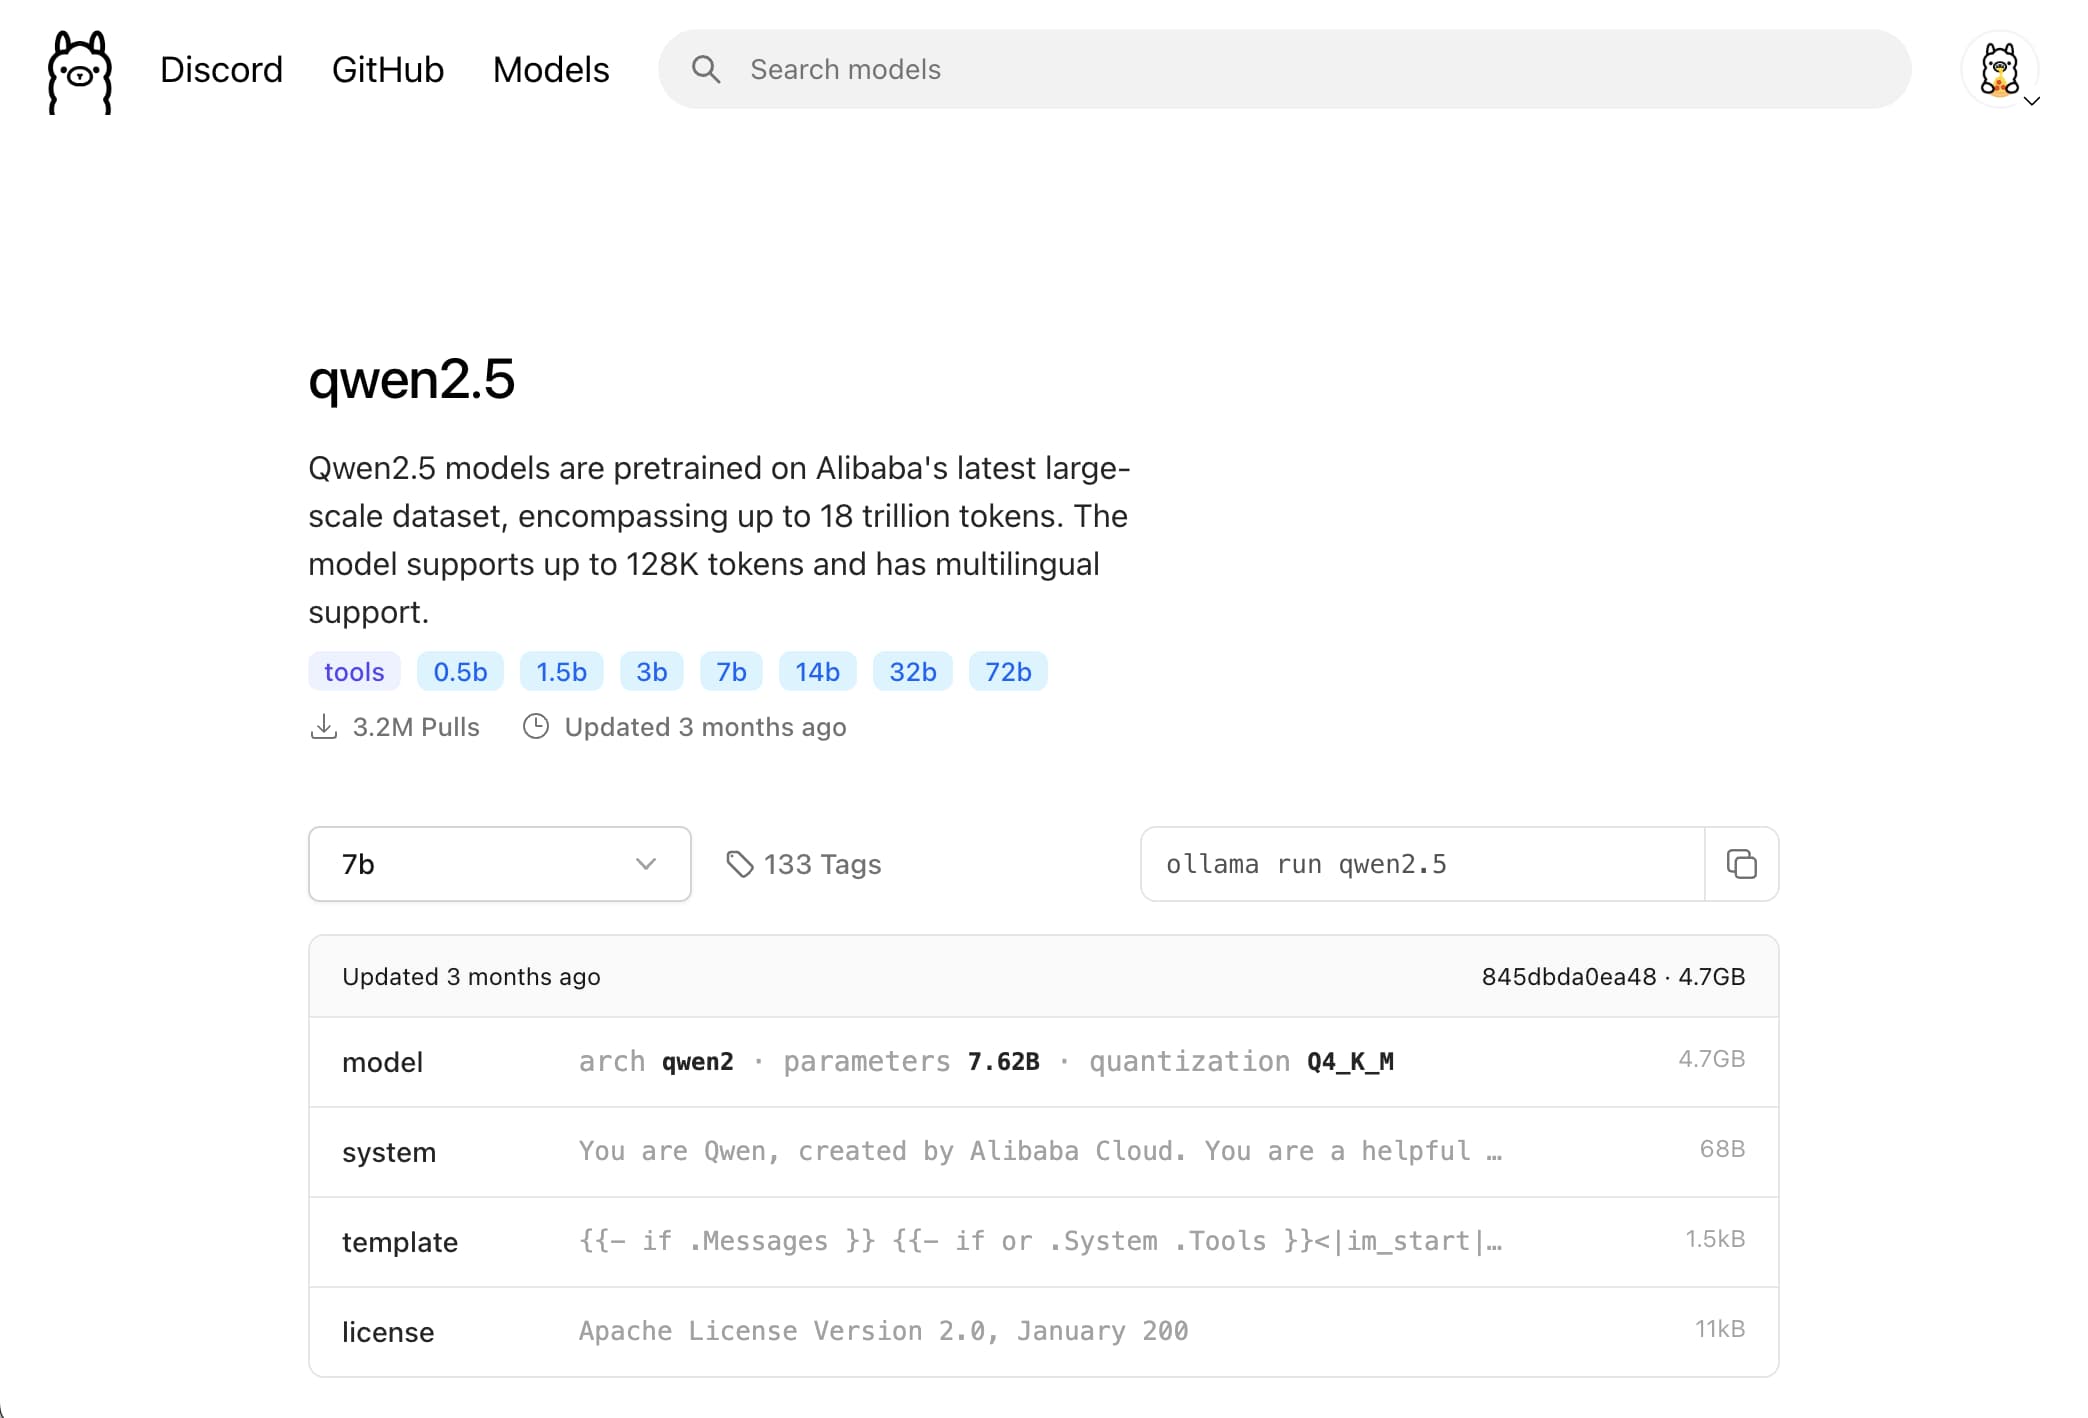 Discord GitHub Models Search models
qwen2.5
Qwen2.5 models are pretrained on Alibaba's latest large-
scale dataset, encompassing up to 18 trillion tokens. The
model supports up to 128K tokens and has multilingual
support.
tools 0.5b 1.5b 3b 7b 14b 32b 72b
3.2M Pulls Updated 3 months ago
7b 133 Tags ollama run qwen2.5
Updated 3 months ago 845dbda0ea48 · 4.7GB
model arch qwen2 · parameters 7.62B · quantization Q4_K_M 4.7GB
system You are Qwen, created by Alibaba Cloud. You are a helpful … 68B
template {{- if .Messages }} {{- if or .System .Tools }}<|im_start|… 1.5kB
license Apache License Version 2.0, January 200 11kB